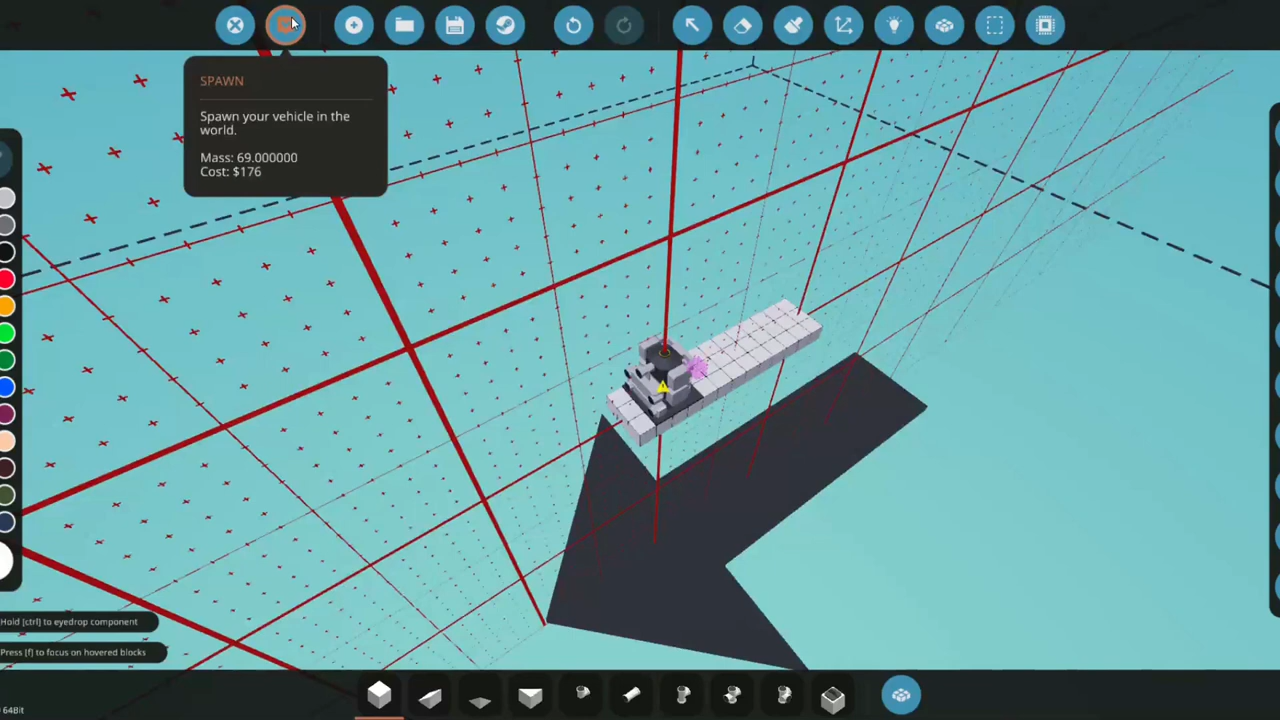 SPAWN
Spawn your vehicle in the
world.
Mass: 69.000000
Cost: $176
Hold [ctrl] to eyedrop component
Press [f] to focus on hovered blocks
64Bit